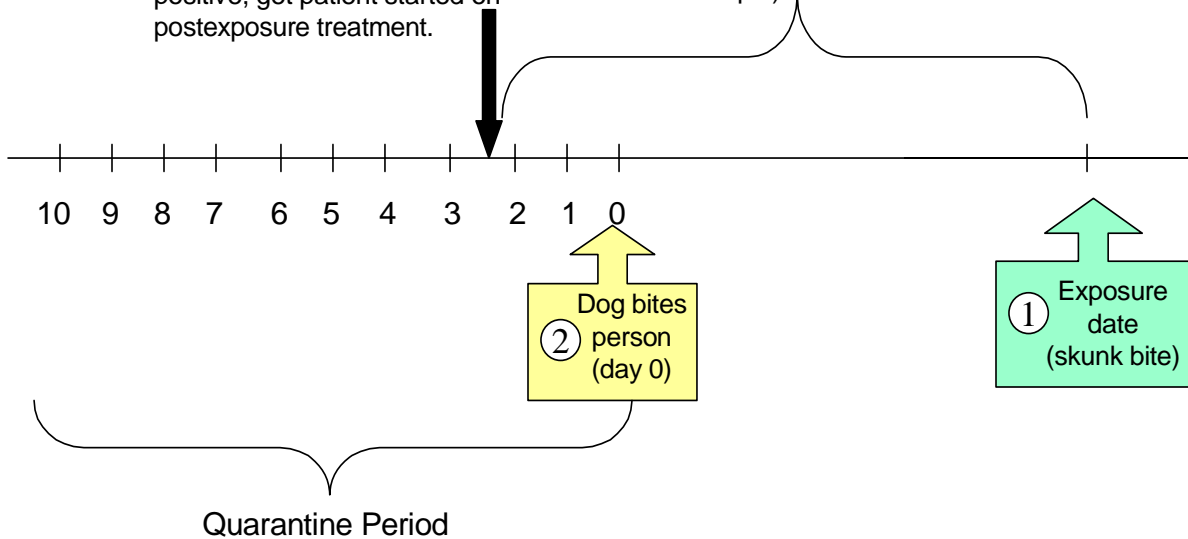 positive, get patient started on
postexposure treatment.
10 9 8 7 6 5 4 3 2 1 0
2
Dog bites
person
(day 0)
1
Exposure
date
(skunk bite)
Quarantine Period